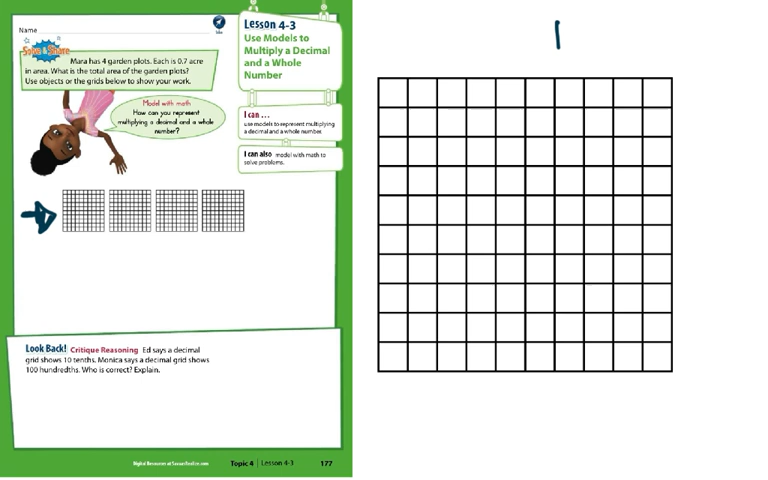 Name
Solve & Share
Mara has 4 garden plots. Each is 0.7 acre
in area. What is the total area of the garden plots?
Use objects or the grids below to show your work.
Model with math
How can you represent
multiplying a decimal and a whole
number?
Lesson 4-3
Use Models to
Multiply a Decimal
and a Whole
Number
I can ...
use models to represent multiplying
a decimal and a whole number.
I can also model with math to
solve problems.
Look Back! Critique Reasoning Ed says a decimal
grid shows 10 tenths. Monica says a decimal grid shows
100 hundredths. Who is correct? Explain.
Digital Resources at SavvasRealize.com
Topic 4 | Lesson 4-3
177
1